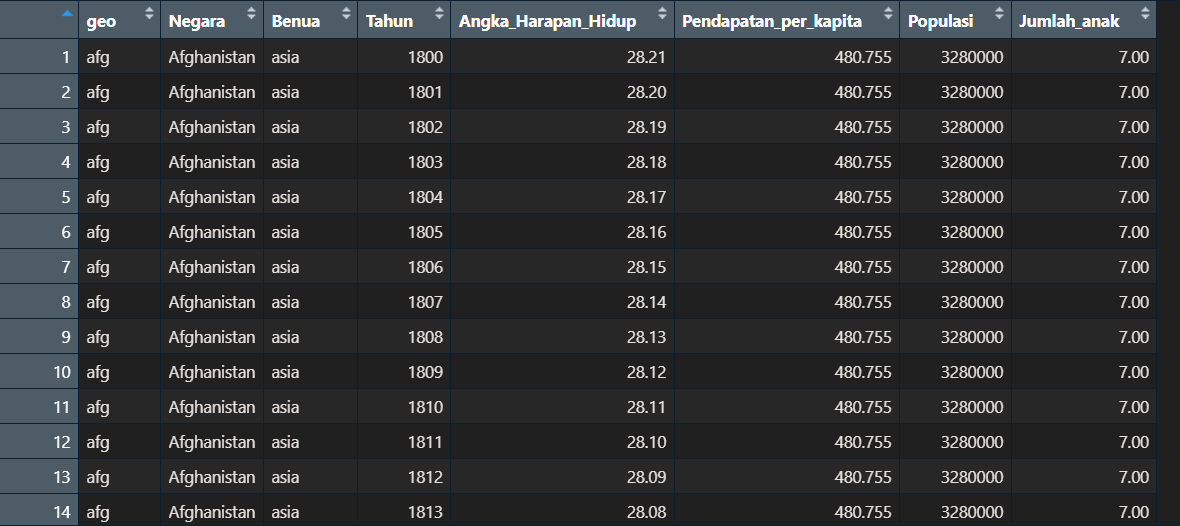 geo Negara Benua Tahun Angka_Harapan_Hidup Pendapatan_per_kapita Populasi Jumlah_anak
1 afg Afghanistan asia 1800 28.21 480.755 3280000 7.00
2 afg Afghanistan asia 1801 28.20 480.755 3280000 7.00
3 afg Afghanistan asia 1802 28.19 480.755 3280000 7.00
4 afg Afghanistan asia 1803 28.18 480.755 3280000 7.00
5 afg Afghanistan asia 1804 28.17 480.755 3280000 7.00
6 afg Afghanistan asia 1805 28.16 480.755 3280000 7.00
7 afg Afghanistan asia 1806 28.15 480.755 3280000 7.00
8 afg Afghanistan asia 1807 28.14 480.755 3280000 7.00
9 afg Afghanistan asia 1808 28.13 480.755 3280000 7.00
10 afg Afghanistan asia 1809 28.12 480.755 3280000 7.00
11 afg Afghanistan asia 1810 28.11 480.755 3280000 7.00
12 afg Afghanistan asia 1811 28.10 480.755 3280000 7.00
13 afg Afghanistan asia 1812 28.09 480.755 3280000 7.00
14 afg Afghanistan asia 1813 28.08 480.755 3280000 7.00